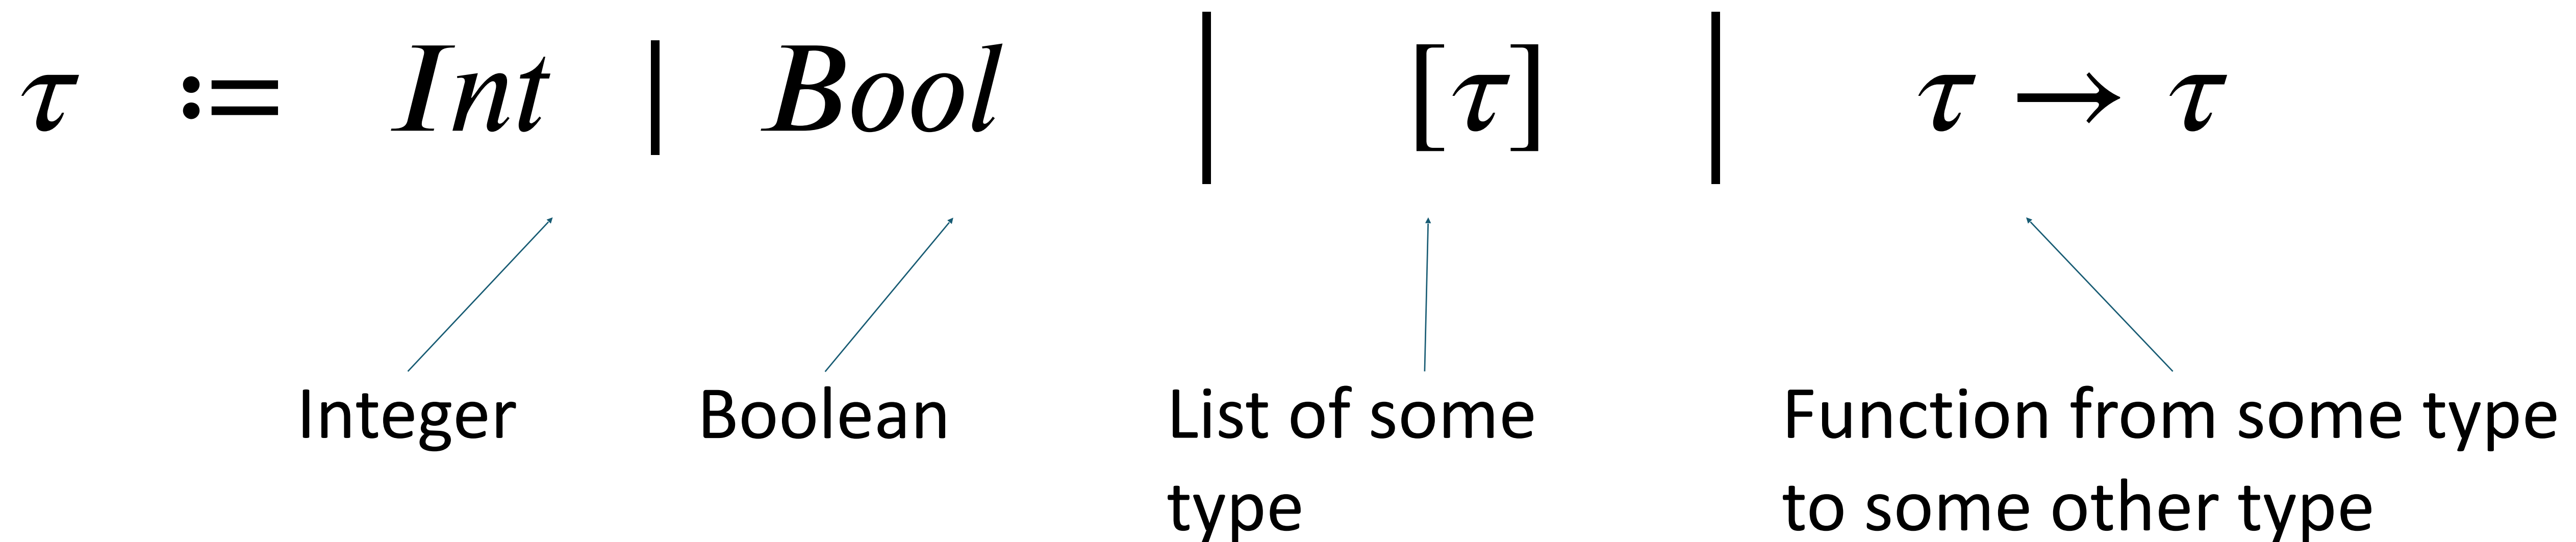 τ := Int | Bool | [τ] | τ → τ
Integer
Boolean
List of some
type
Function from some type
to some other type